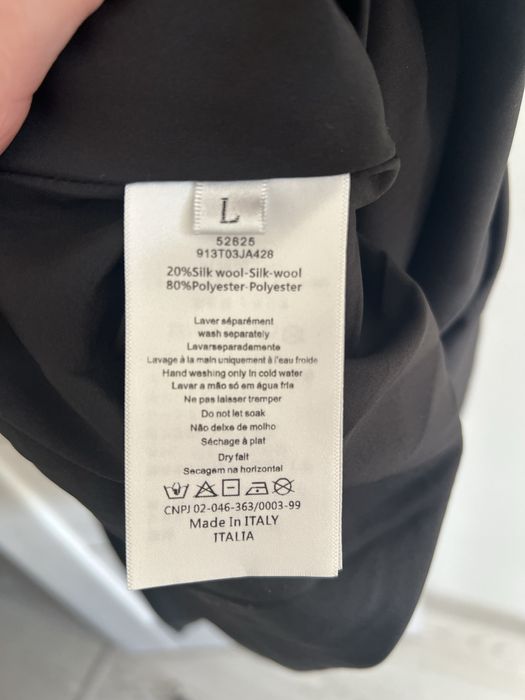 L
52625
913T03JA428
20%Silk wool-Silk-wool
80%Polyester-Polyester
Laver séparément
wash separately
Lavarseparadamente
Lavage à la main uniquement à l'eau froide
Hand weshing only In cold water
Lavar a mão só em água fria
Ne pas laisser tremper
Do not let soak
Não deixe de molho
Séchage à plat
Dry falt
Secagem na horizontal
CNPJ 02-046-363/0003-99
Made In ITALY
ITALIA